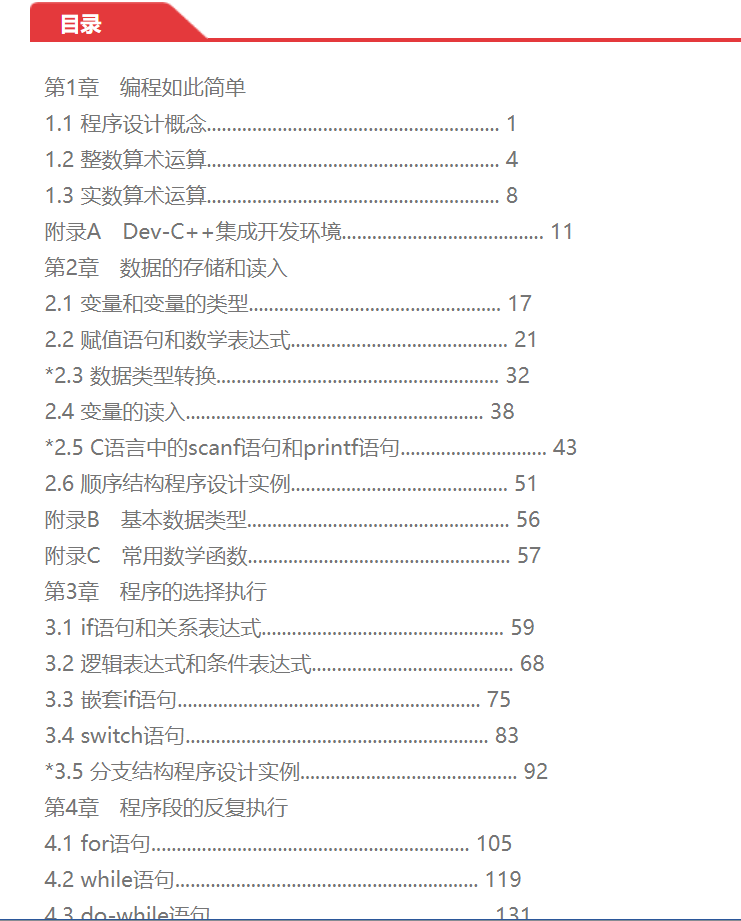 目录
第1章 编程如此简单
1.1 程序设计概念.......................................................... 1
1.2 整数算术运算.......................................................... 4
1.3 实数算术运算.......................................................... 8
附录A Dev-C++集成开发环境........................................ 11
第2章 数据的存储和读入
2.1 变量和变量的类型.................................................. 17
2.2 赋值语句和数学表达式........................................... 21
*2.3 数据类型转换........................................................ 32
2.4 变量的读入........................................................... 38
*2.5 C语言中的scanf语句和printf语句............................. 43
2.6 顺序结构程序设计实例........................................... 51
附录B 基本数据类型.................................................... 56
附录C 常用数学函数.................................................... 57
第3章 程序的选择执行
3.1 if语句和关系表达式................................................ 59
3.2 逻辑表达式和条件表达式........................................ 68
3.3 嵌套if语句............................................................ 75
3.4 switch语句............................................................ 83
*3.5 分支结构程序设计实例........................................... 92
第4章 程序段的反复执行
4.1 for语句............................................................... 105
4.2 while语句............................................................ 119
4.3 do-while语句........................................................ 131